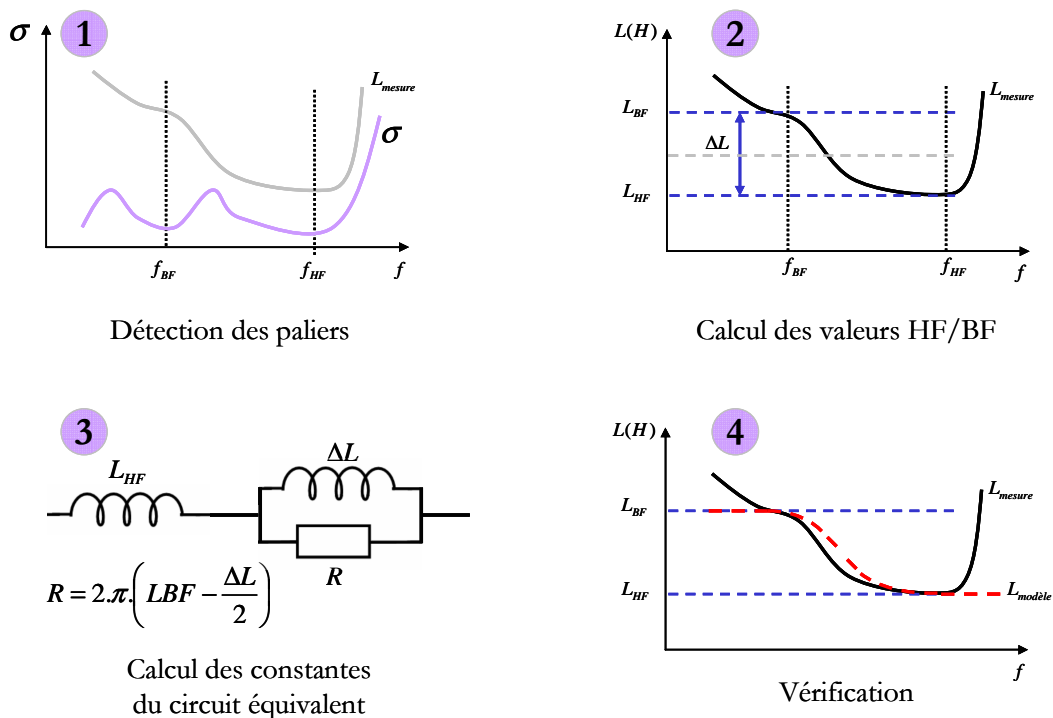 σ
1
L_mesure
σ
f_BF
f_HF
f
Détection des paliers
L(H)
2
L_mesure
L_BF
ΔL
L_HF
f_BF
f_HF
f
Calcul des valeurs HF/BF
3
L_HF
ΔL
R
R = 2.π.(LBF − ΔL/2)
Calcul des constantes
du circuit équivalent
L(H)
4
L_mesure
L_BF
L_HF
L_modèle
f
Vérification